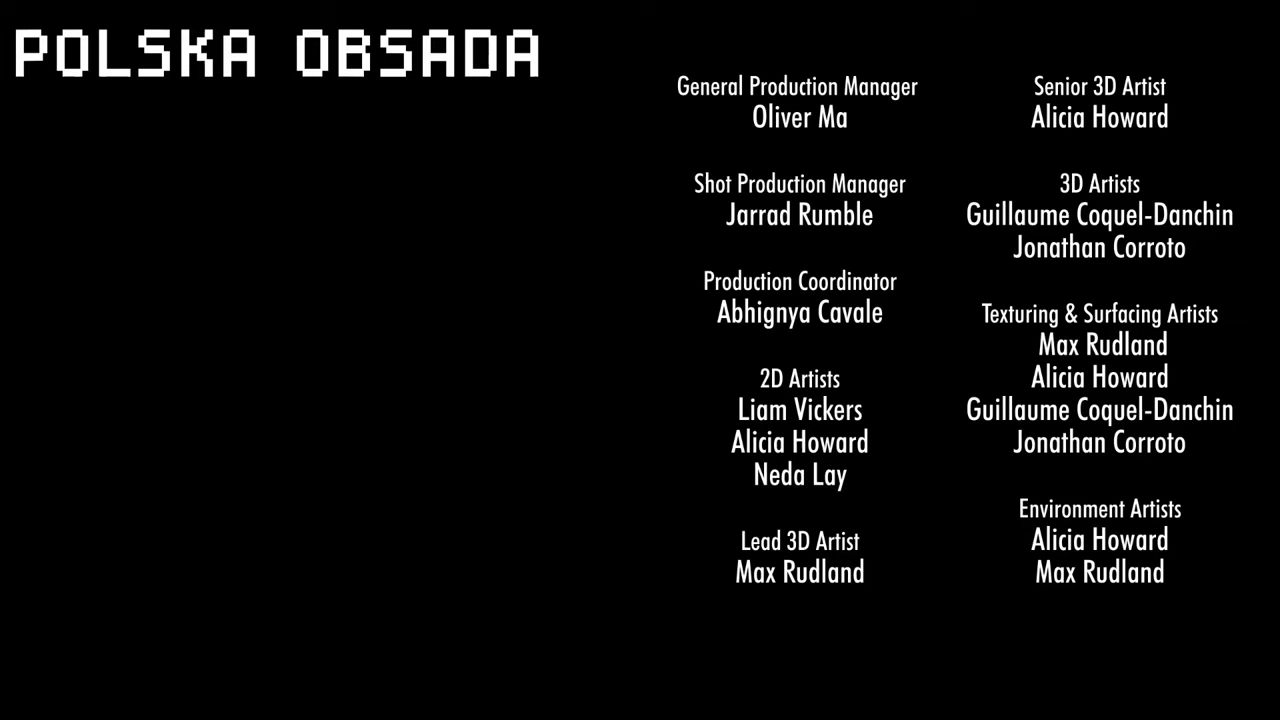 POLSKA OBSADA
General Production Manager
Oliver Ma
Shot Production Manager
Jarrad Rumble
Production Coordinator
Abhignya Cavale
2D Artists
Liam Vickers
Alicia Howard
Neda Lay
Lead 3D Artist
Max Rudland
Senior 3D Artist
Alicia Howard
3D Artists
Guillaume Coquel-Danchin
Jonathan Corroto
Texturing & Surfacing Artists
Max Rudland
Alicia Howard
Guillaume Coquel-Danchin
Jonathan Corroto
Environment Artists
Alicia Howard
Max Rudland